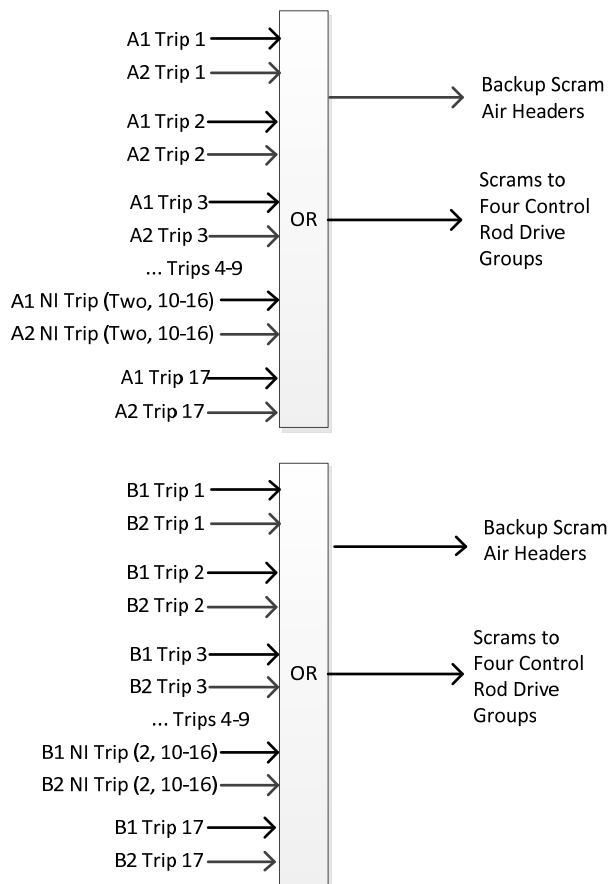 A1 Trip 1
A2 Trip 1
A1 Trip 2
A2 Trip 2
A1 Trip 3
A2 Trip 3
... Trips 4-9
A1 NI Trip (Two, 10-16)
A2 NI Trip (Two, 10-16)
A1 Trip 17
A2 Trip 17
OR
Backup Scram
Air Headers
Scrams to
Four Control
Rod Drive
Groups
B1 Trip 1
B2 Trip 1
B1 Trip 2
B2 Trip 2
B1 Trip 3
B2 Trip 3
... Trips 4-9
B1 NI Trip (2, 10-16)
B2 NI Trip (2, 10-16)
B1 Trip 17
B2 Trip 17
OR
Backup Scram
Air Headers
Scrams to
Four Control
Rod Drive
Groups